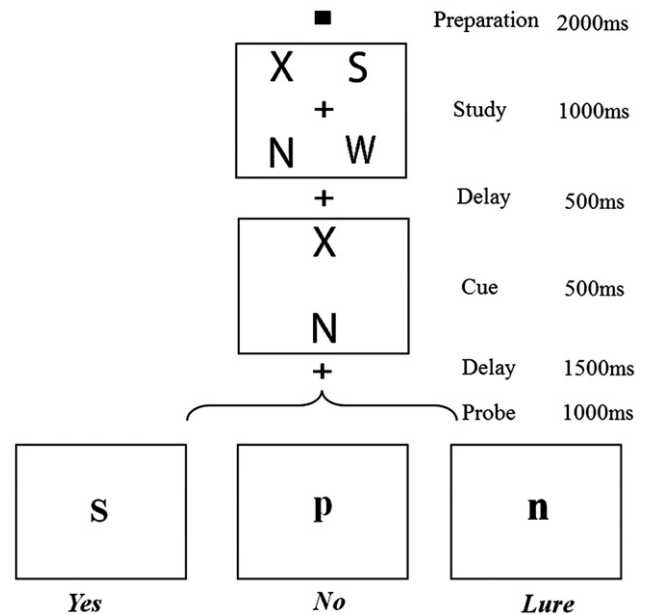 Preparation 2000ms
X S
+
N W
Study 1000ms
+
Delay 500ms
X
N
Cue 500ms
+
Delay 1500ms
Probe 1000ms
s p n
Yes No Lure